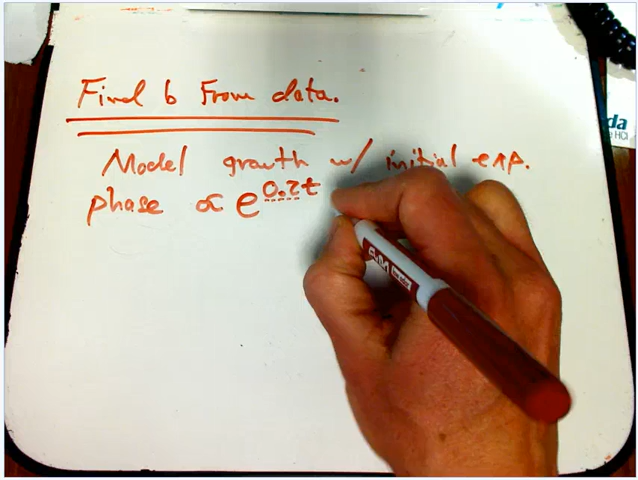 Find b From data.
Model growth w/ initial exp.
phase ∝ e^0.2t